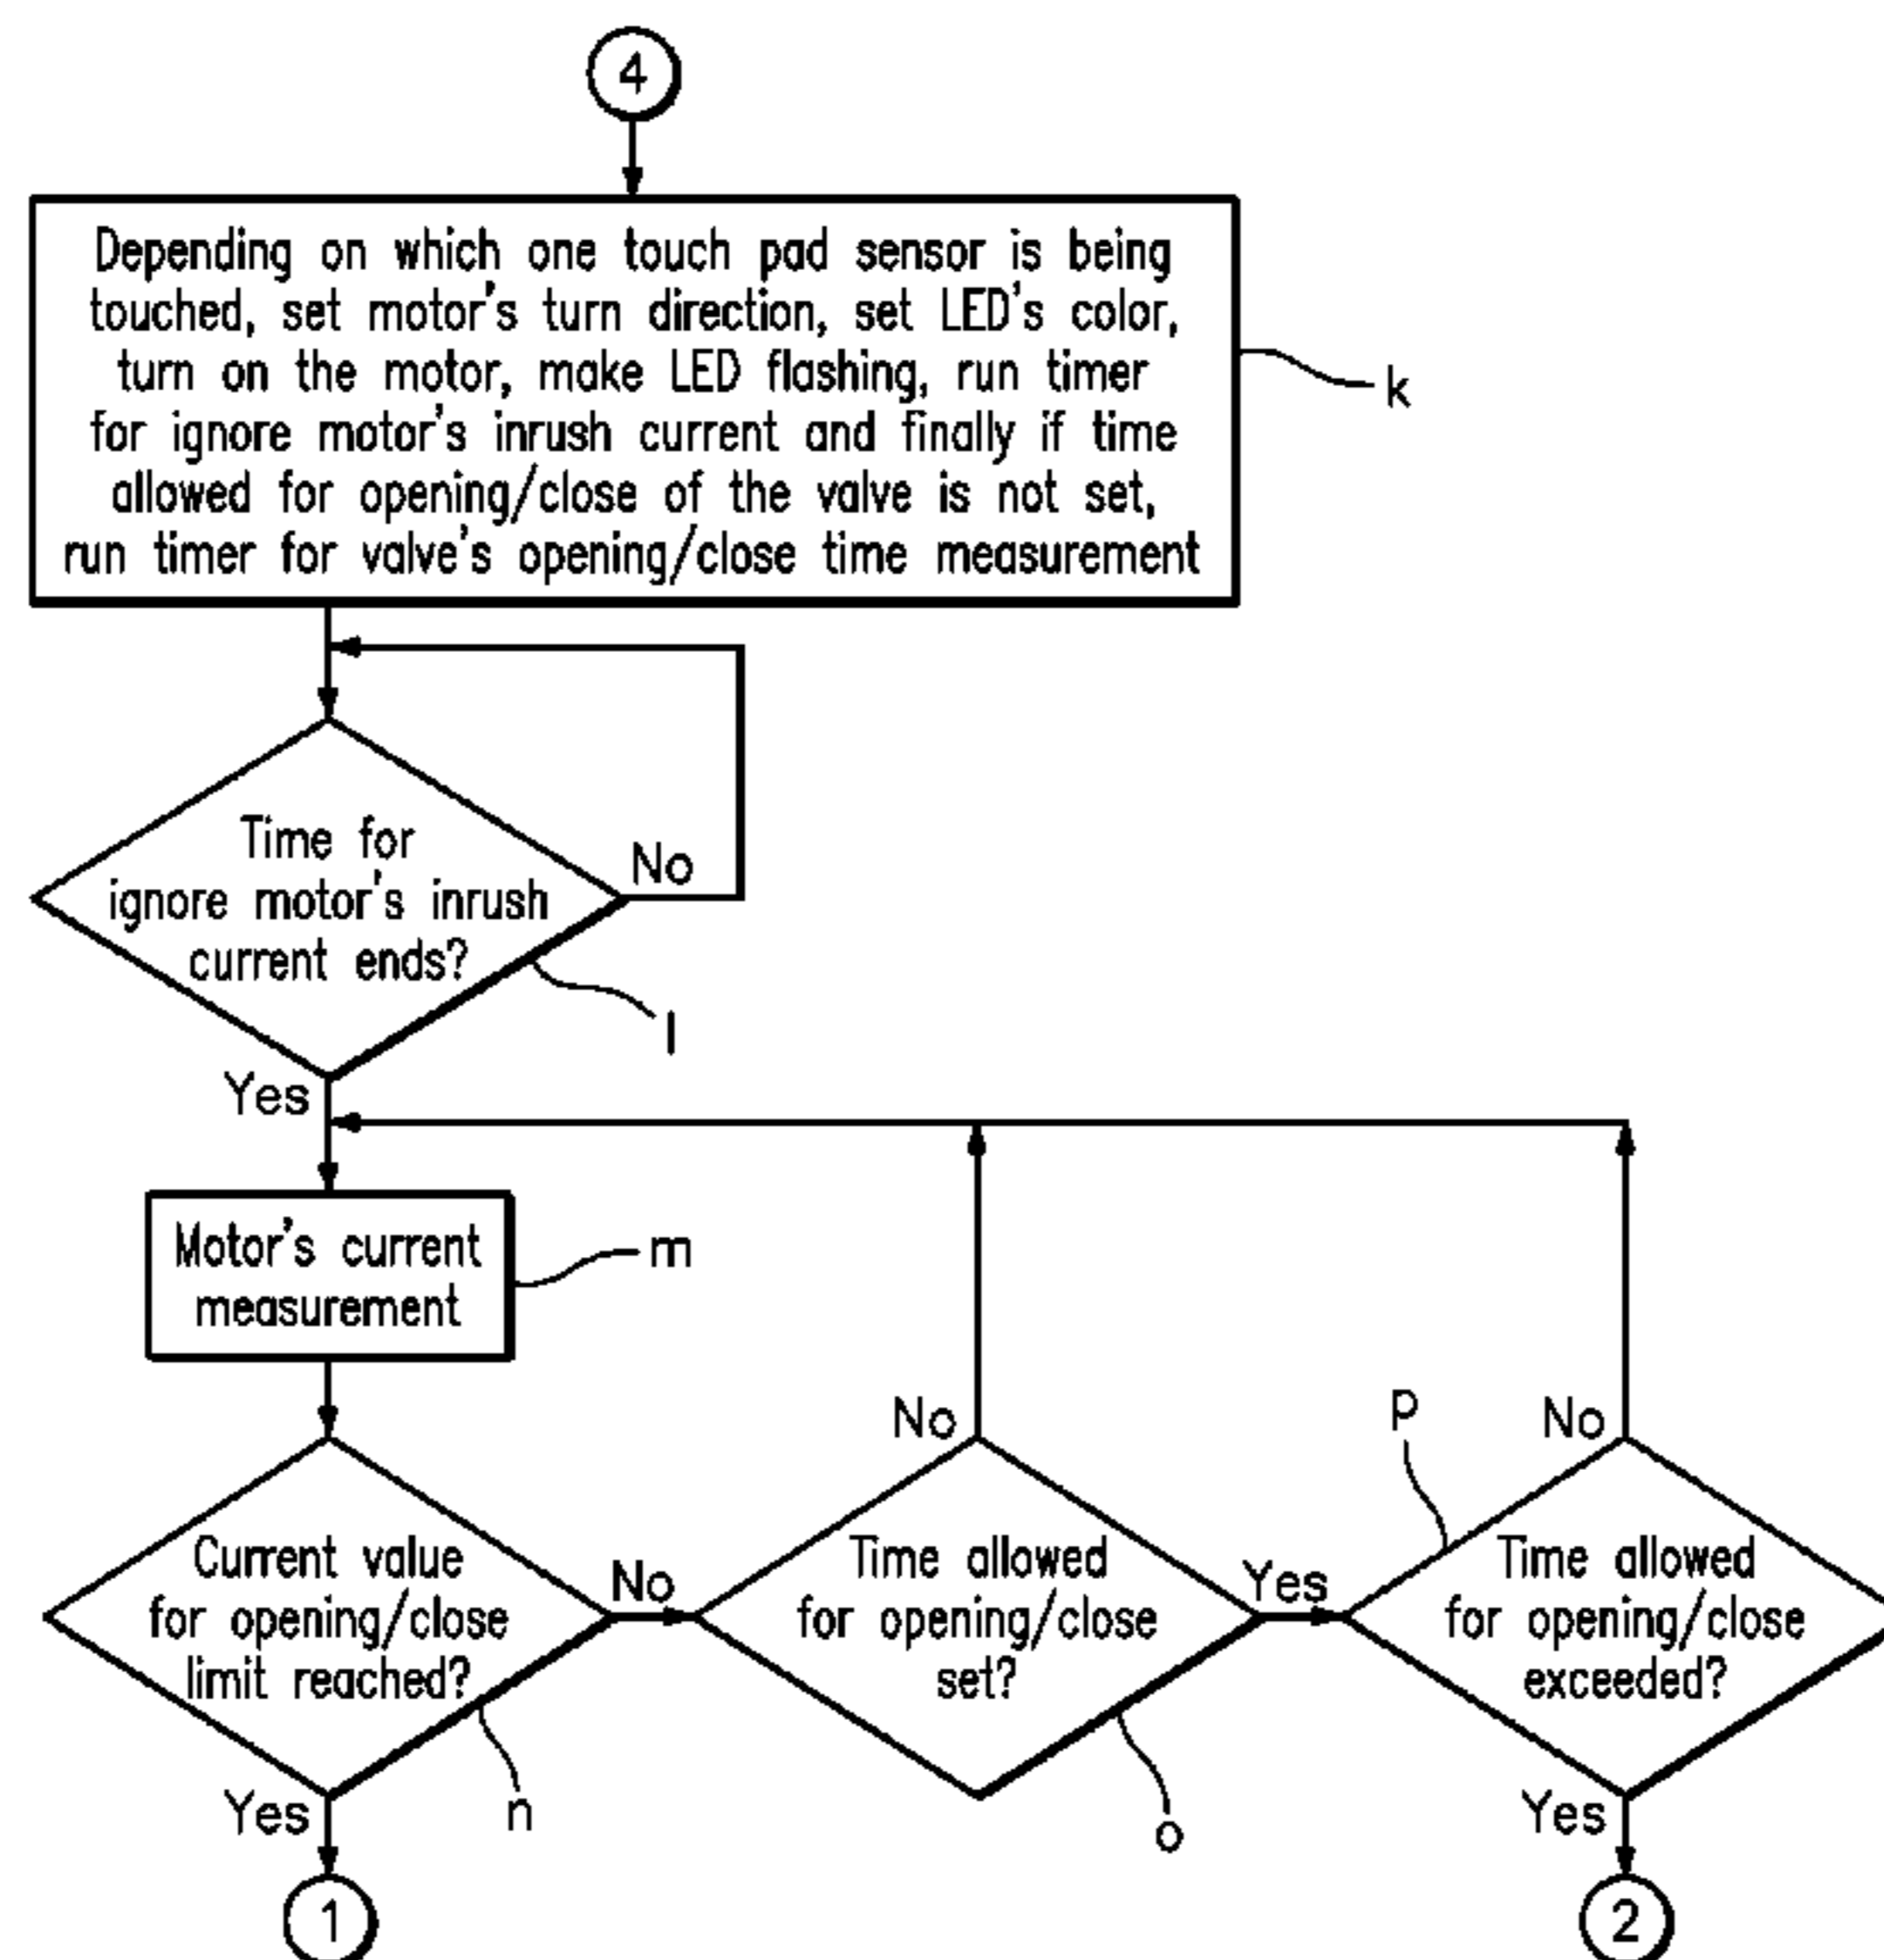 4
Depending on which one touch pad sensor is being
touched, set motor's turn direction, set LED's color,
turn on the motor, make LED flashing, run timer
for ignore motor's inrush current and finally if time
allowed for opening/close of the valve is not set,
run timer for valve's opening/close time measurement
k
Time for
ignore motor's inrush
current ends?
No
l
Yes
Motor's current
measurement
m
Current value
for opening/close
limit reached?
No
n
Yes
1
No
Time allowed
for opening/close
set?
Yes
o
p
No
Time allowed
for opening/close
exceeded?
Yes
2